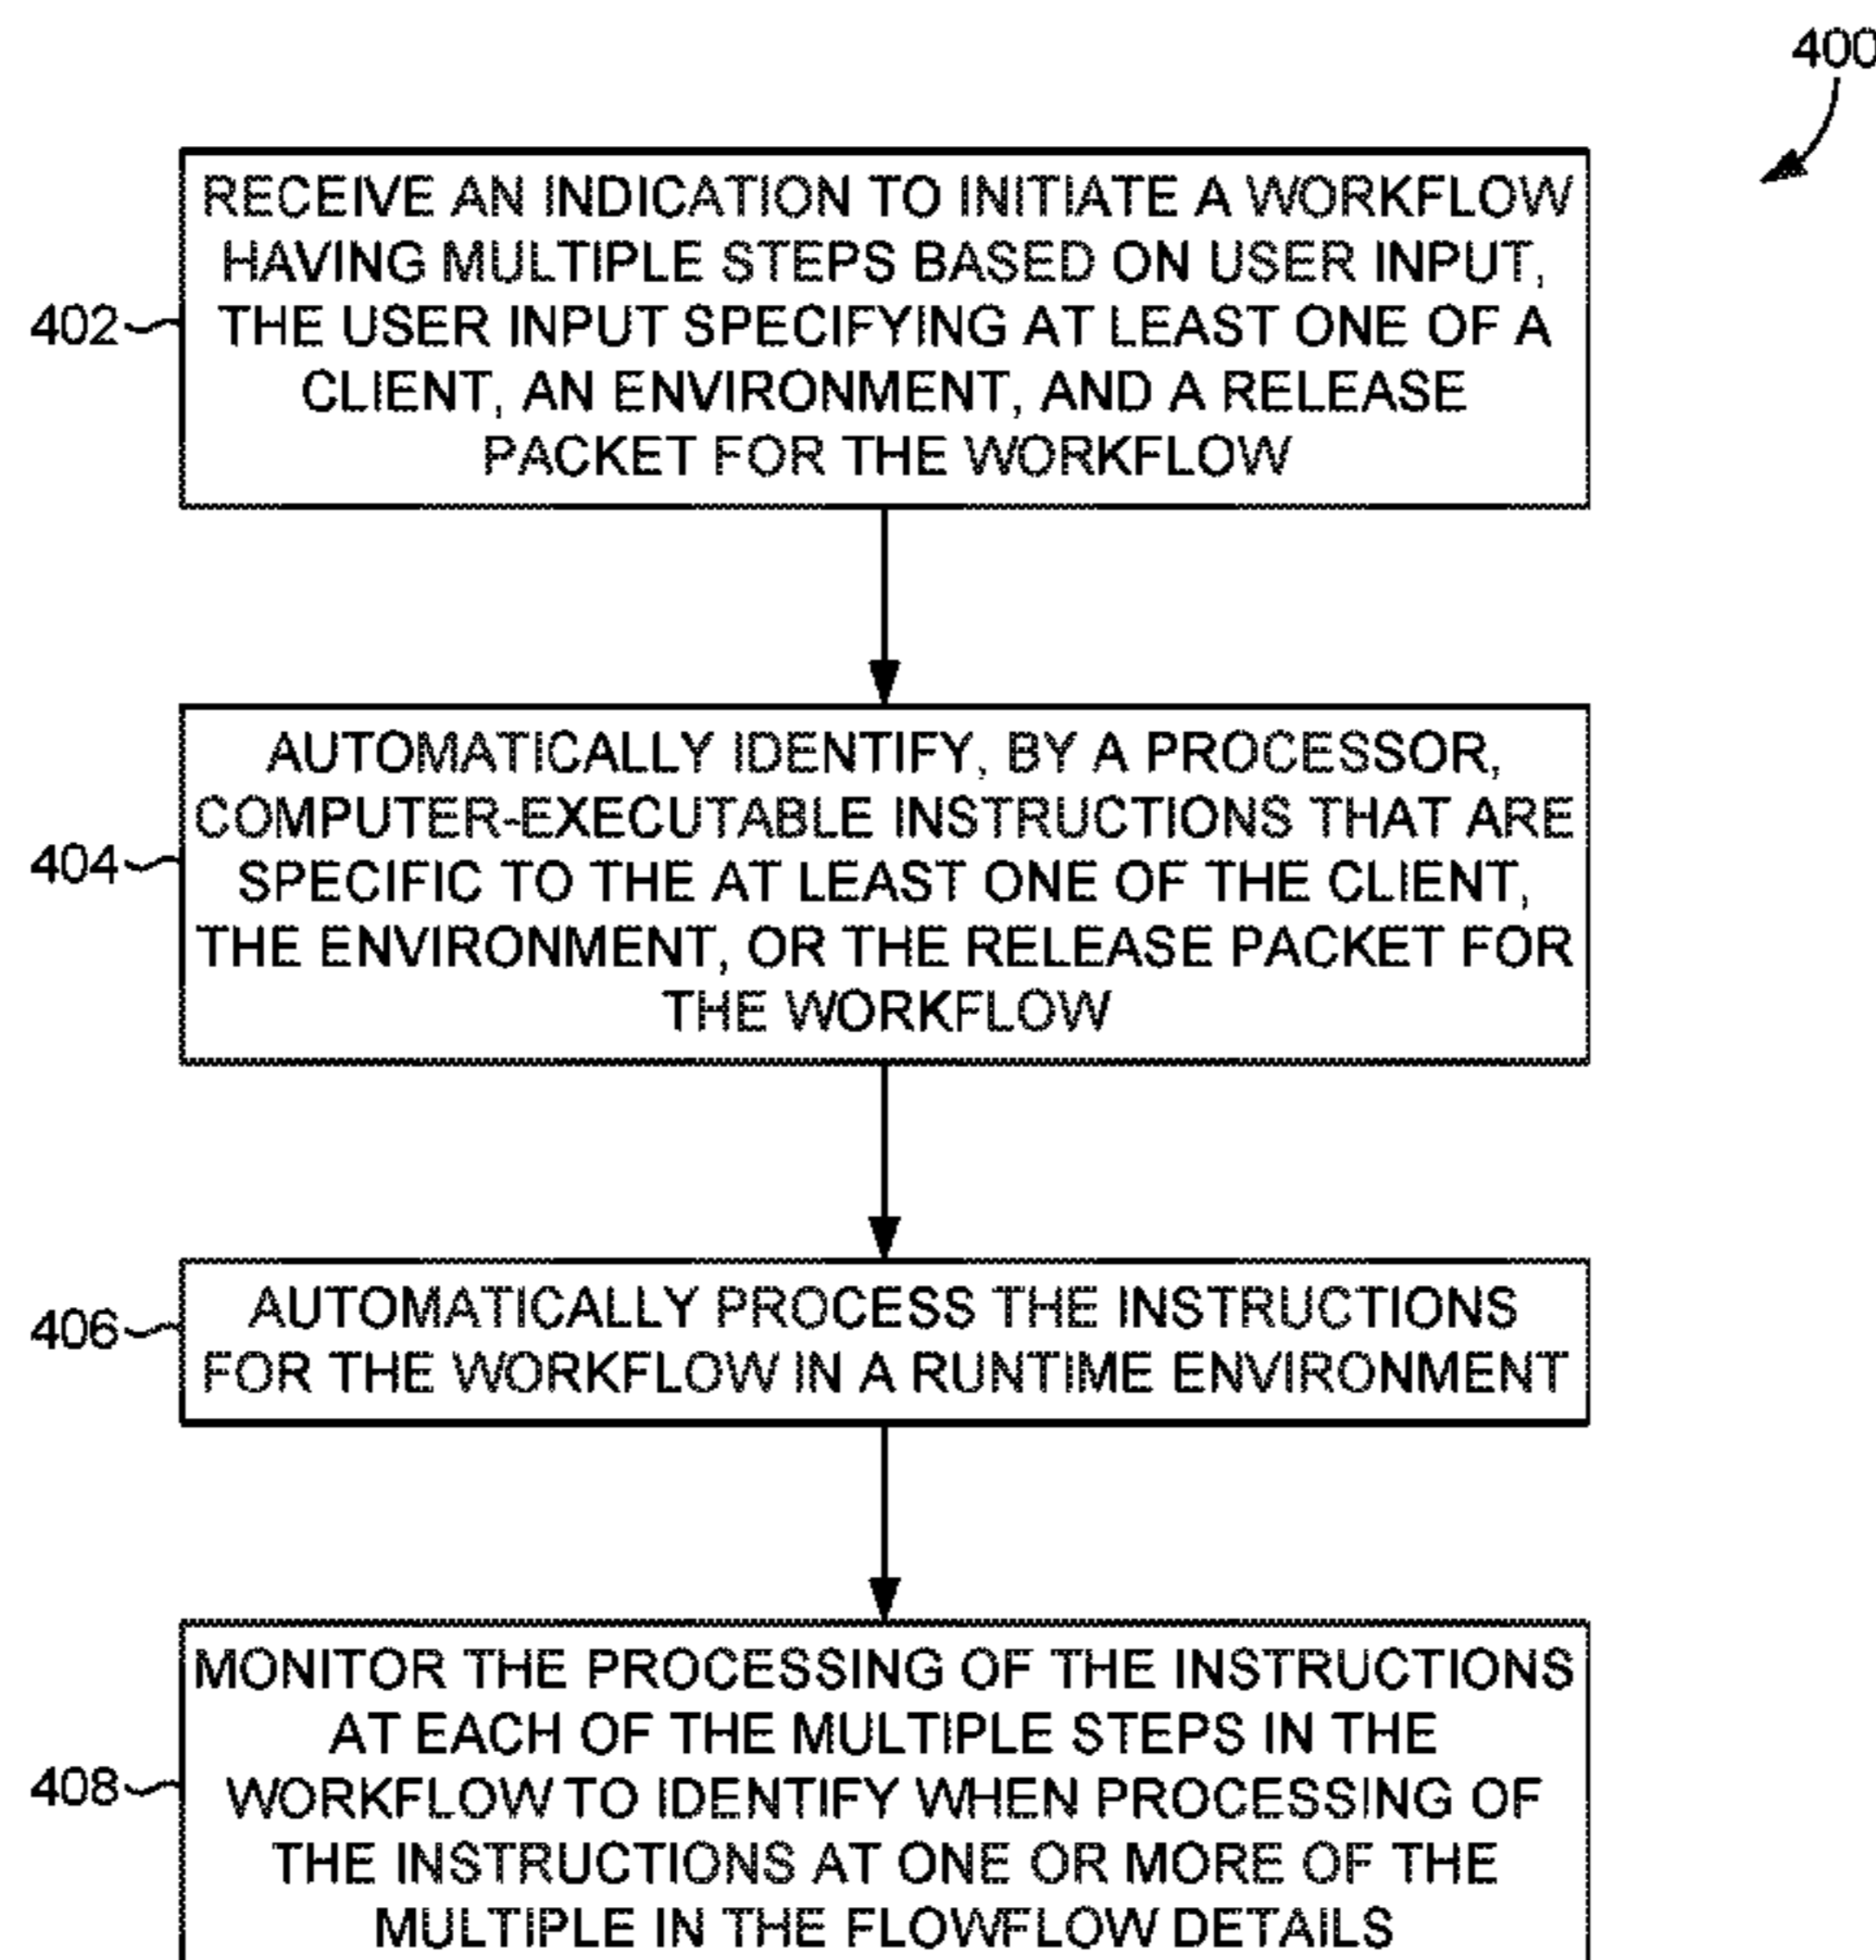 400
RECEIVE AN INDICATION TO INITIATE A WORKFLOW
HAVING MULTIPLE STEPS BASED ON USER INPUT,
THE USER INPUT SPECIFYING AT LEAST ONE OF A
CLIENT, AN ENVIRONMENT, AND A RELEASE
PACKET FOR THE WORKFLOW
402
AUTOMATICALLY IDENTIFY, BY A PROCESSOR,
COMPUTER-EXECUTABLE INSTRUCTIONS THAT ARE
SPECIFIC TO THE AT LEAST ONE OF THE CLIENT,
THE ENVIRONMENT, OR THE RELEASE PACKET FOR
THE WORKFLOW
404
AUTOMATICALLY PROCESS THE INSTRUCTIONS
FOR THE WORKFLOW IN A RUNTIME ENVIRONMENT
406
MONITOR THE PROCESSING OF THE INSTRUCTIONS
AT EACH OF THE MULTIPLE STEPS IN THE
WORKFLOW TO IDENTIFY WHEN PROCESSING OF
THE INSTRUCTIONS AT ONE OR MORE OF THE
MULTIPLE IN THE FLOWFLOW DETAILS
408